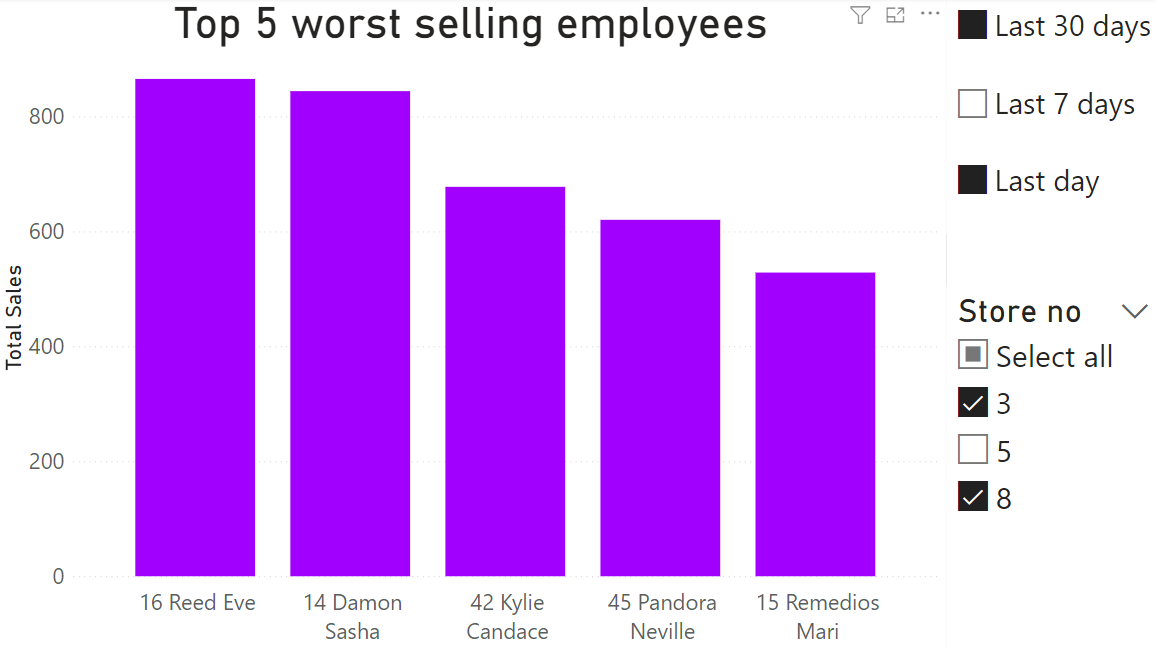 Top 5 worst selling employees
Total Sales
800
600
400
200
0
16 Reed Eve
14 Damon
Sasha
42 Kylie
Candace
45 Pandora
Neville
15 Remedios
Mari
Last 30 days
Last 7 days
Last day
Store no
Select all
3
5
8